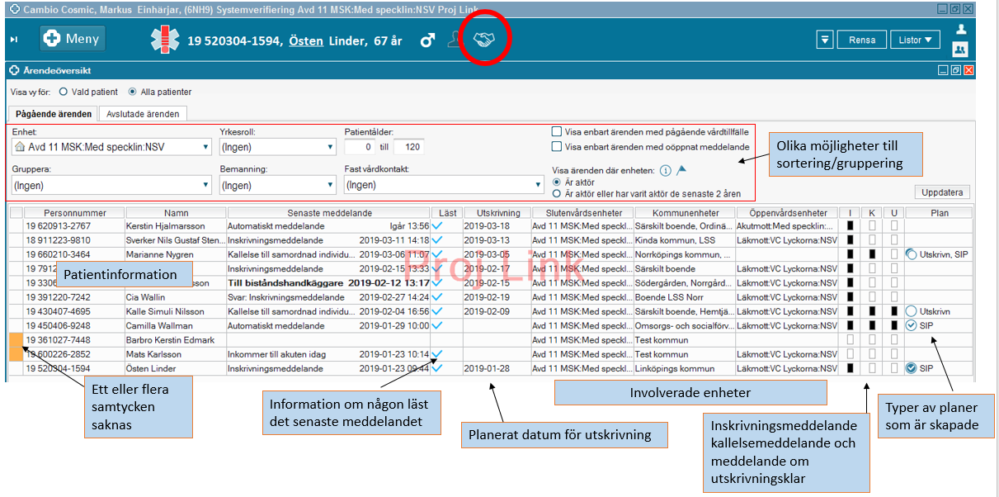 Cambio Cosmic, Markus Einhärjar, (6NH9) Systemverifiering Avd 11 MSK:Med specklin:NSV Proj Link
Meny
19 520304-1594, Östen Linder, 67 år
Rensa
Listor
Ärendeöversikt
Visa vy för: Vald patient Alla patienter
Pågående ärenden Avslutade ärenden
Enhet: Yrkesroll: Patientålder:
Avd 11 MSK:Med specklin:NSV (Ingen) 0 till 120
Visa enbart ärenden med pågående vårdtillfälle
Visa enbart ärenden med oöppnat meddelande
Gruppera: Bemanning: Fast vårdkontakt:
(Ingen) (Ingen) (Ingen)
Visa ärenden där enheten:
Är aktör
Är aktör eller har varit aktör de senaste 2 åren
Olika möjligheter till
sortering/gruppering
Uppdatera
Personnummer Namn Senaste meddelande Läst Utskrivning Slutenvårdsenheter Kommunenheter Öppenvårdsenheter I K U Plan
19 620913-2767 Kerstin Hjalmarsson Automatiskt meddelande Igår 13:56 2019-03-18 Avd 11 MSK:Med speckl... Särskilt boende, Ordinä... Akutmott:Med specklin:...
18 911223-9810 Sverker Nils Gustaf Sten... Inskrivningsmeddelande 2019-03-11 14:18 2019-03-13 Avd 11 MSK:Med speckl... Kinda kommun, LSS Läkmott:VC Lyckorna:NSV
19 660210-3464 Marianne Nygren Kallelse till samordnad individu... 2019-03-06 11:07 2019-03-05 Avd 11 MSK:Med speckl... Norrköpings kommun, ... Utskrivn, SIP
19 7912 Inskrivningsmeddelande 2019-02-15 13:33 2019-02-17 Avd 11 MSK:Med speckl... Särskilt boende Läkmott:VC Lyckorna:NSV
19 3306 sson Till biståndshandkäggare 2019-02-12 13:17 2019-02-15 Avd 11 MSK:Med speckl... Södergården, Norrgård... Läkmott:VC Lyckorna:NSV
19 391220-7242 Cia Wallin Svar: Inskrivningsmeddelande 2019-02-27 14:24 2019-02-19 Avd 11 MSK:Med speckl... Boende LSS Norr Läkmott:VC Lyckorna:NSV
19 430407-4695 Kalle Simuli Nilsson Kallelse till samordnad individu... 2019-02-04 16:56 2019-02-09 Avd 11 MSK:Med speckl... Särskilt boende, Hemtjä... Läkmott:VC Lyckorna:NSV Utskrivn
19 450406-9248 Camilla Wallman Automatiskt meddelande 2019-01-29 10:00 Avd 11 MSK:Med speckl... Omsorgs- och socialförv... Läkmott:VC Lyckorna:NSV SIP
19 361027-7448 Barbro Kerstin Edmark Avd 11 MSK:Med speckl... Test kommun
19 600226-2852 Mats Karlsson Inkommer till akuten idag 2019-01-23 10:14 Avd 11 MSK:Med speckl... Test kommun Läkmott:VC Lyckorna:NSV
19 520304-1594 Östen Linder Inskrivningsmeddelande 2019-01-23 09:44 2019-01-28 Avd 11 MSK:Med speckl... Linköpings kommun Läkmott:VC Lyckorna:NSV SIP
Proj Link
Patientinformation
Ett eller flera
samtycken
saknas
Information om någon läst
det senaste meddelandet
Planerat datum för utskrivning
Involverade enheter
Inskrivningsmeddelande
kallelsemeddelande och
meddelande om
utskrivningsklar
Typer av planer
som är skapade